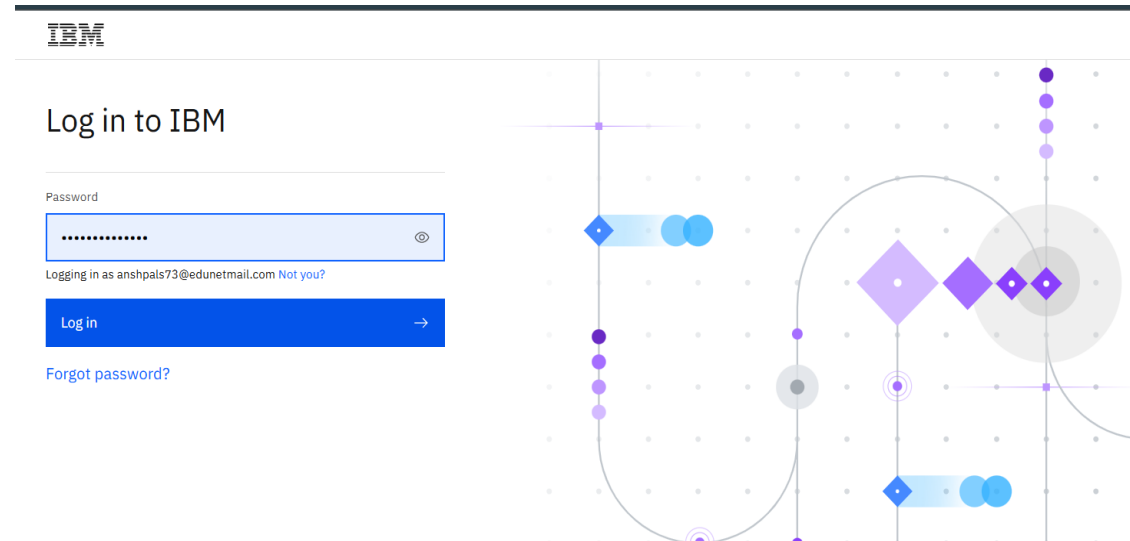 IBM
Log in to IBM
Password
••••••••••••••
Logging in as anshpals73@edunetmail.com Not you?
Log in →
Forgot password?